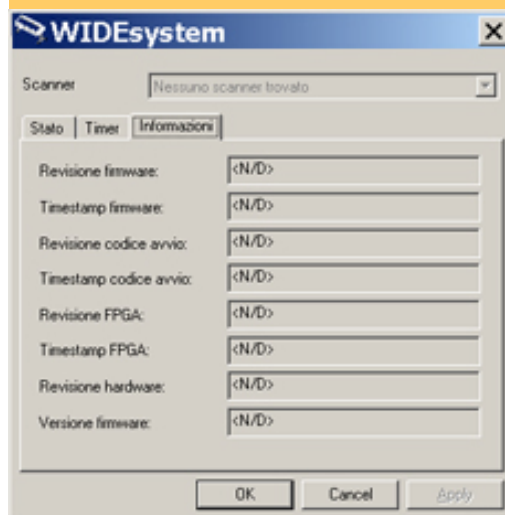 WIDEsystem
Scanner Nessuno scanner trovato
Stato Timer Informazioni
Revisione firmware: <N/D>
Timestamp firmware: <N/D>
Revisione codice avvio: <N/D>
Timestamp codice avvio: <N/D>
Revisione FPGA: <N/D>
Timestamp FPGA: <N/D>
Revisione hardware: <N/D>
Versione firmware: <N/D>
OK Cancel Apply